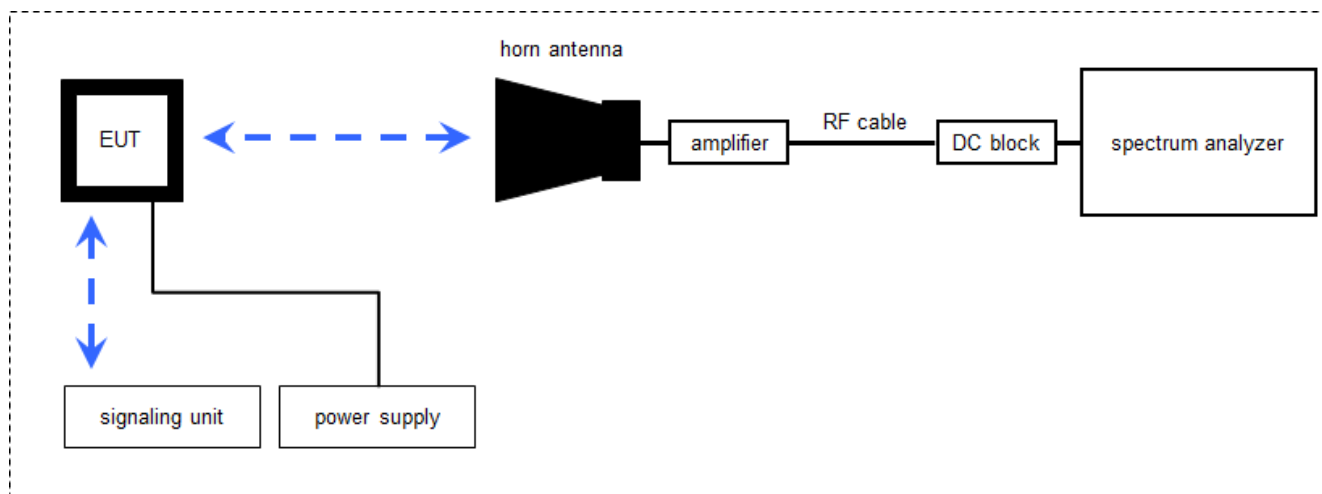 horn antenna
EUT
amplifier
RF cable
DC block
spectrum analyzer
signaling unit
power supply